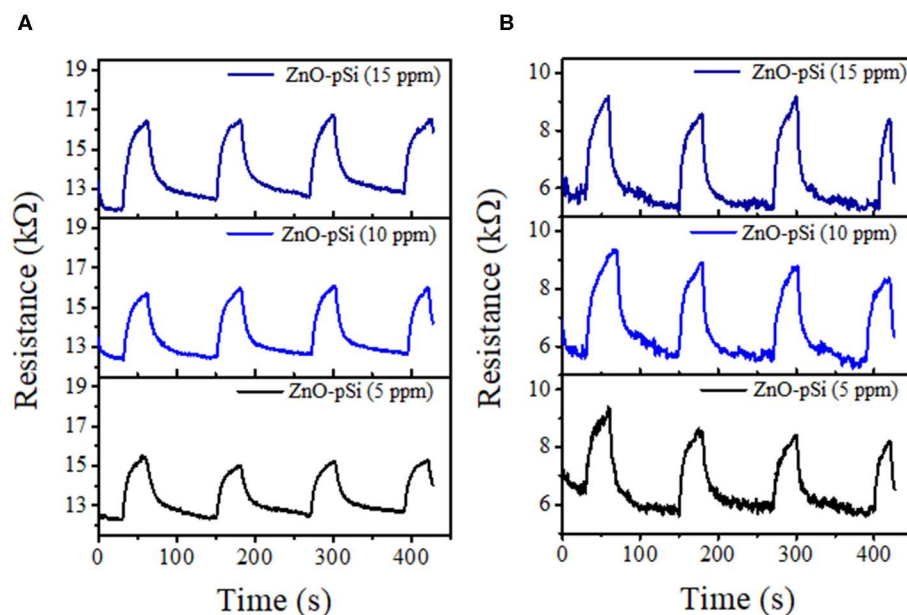 A
B
ZnO-pSi (15 ppm)
19
17
15
13
ZnO-pSi (10 ppm)
19
16
13
ZnO-pSi (5 ppm)
19
17
15
13
0 100 200 300 400
Resistance (kΩ)
Time (s)
ZnO-pSi (15 ppm)
10
8
6
ZnO-pSi (10 ppm)
10
8
6
ZnO-pSi (5 ppm)
10
8
6
0 100 200 300 400
Resistance (kΩ)
Time (s)